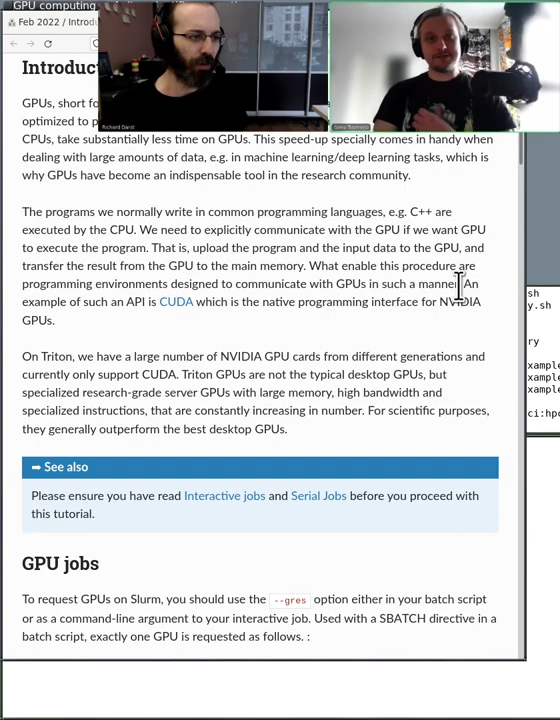 GPU computing
Feb 2022 / Introdu
Introduc
GPUs, short fo
optimized to p
CPUs, take substantially less time on GPUs. This speed-up specially comes in handy when
dealing with large amounts of data, e.g. in machine learning/deep learning tasks, which is
why GPUs have become an indispensable tool in the research community.
The programs we normally write in common programming languages, e.g. C++ are
executed by the CPU. We need to explicitly communicate with the GPU if we want GPU
to execute the program. That is, upload the program and the input data to the GPU, and
transfer the result from the GPU to the main memory. What enable this procedure are
programming environments designed to communicate with GPUs in such a manner. An
example of such an API is CUDA which is the native programming interface for NVIDIA
GPUs.
On Triton, we have a large number of NVIDIA GPU cards from different generations and
currently only support CUDA. Triton GPUs are not the typical desktop GPUs, but
specialized research-grade server GPUs with large memory, high bandwidth and
specialized instructions, that are constantly increasing in number. For scientific purposes,
they generally outperform the best desktop GPUs.
➡ See also
Please ensure you have read Interactive jobs and Serial Jobs before you proceed with
this tutorial.
GPU jobs
To request GPUs on Slurm, you should use the --gres option either in your batch script
or as a command-line argument to your interactive job. Used with a SBATCH directive in a
batch script, exactly one GPU is requested as follows. :
Richard Darst
sh
y.sh
ry
xample
xample
xample
ci:hpc